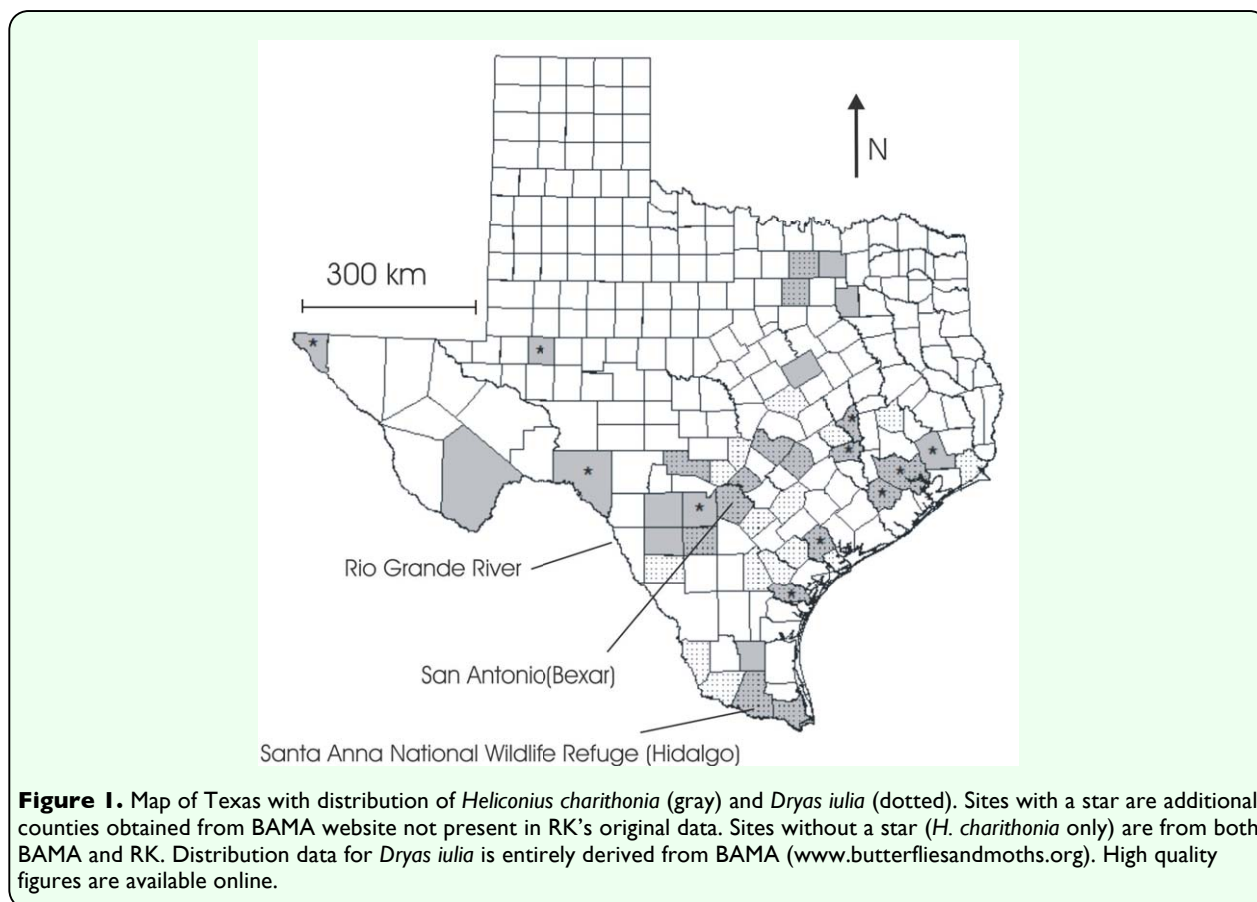 N
300 km
Rio Grande River
San Antonio(Bexar)
Santa Anna National Wildlife Refuge (Hidalgo)
Figure 1. Map of Texas with distribution of Heliconius charithonia (gray) and Dryas iulia (dotted). Sites with a star are additional
counties obtained from BAMA website not present in RK's original data. Sites without a star (H. charithonia only) are from both
BAMA and RK. Distribution data for Dryas iulia is entirely derived from BAMA (www.butterfliesandmoths.org). High quality
figures are available online.